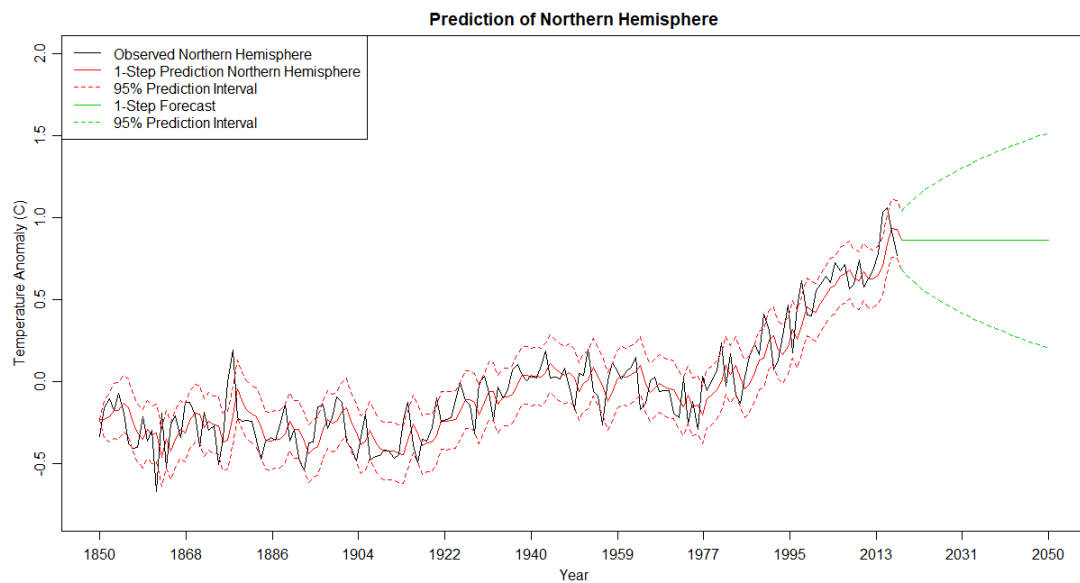 Prediction of Northern Hemisphere
Observed Northern Hemisphere
1-Step Prediction Northern Hemisphere
95% Prediction Interval
1-Step Forecast
95% Prediction Interval
Temperature Anomaly (C)
2.0
1.5
1.0
0.5
0.0
−0.5
1850 1868 1886 1904 1922 1940 1959 1977 1995 2013 2031 2050
Year